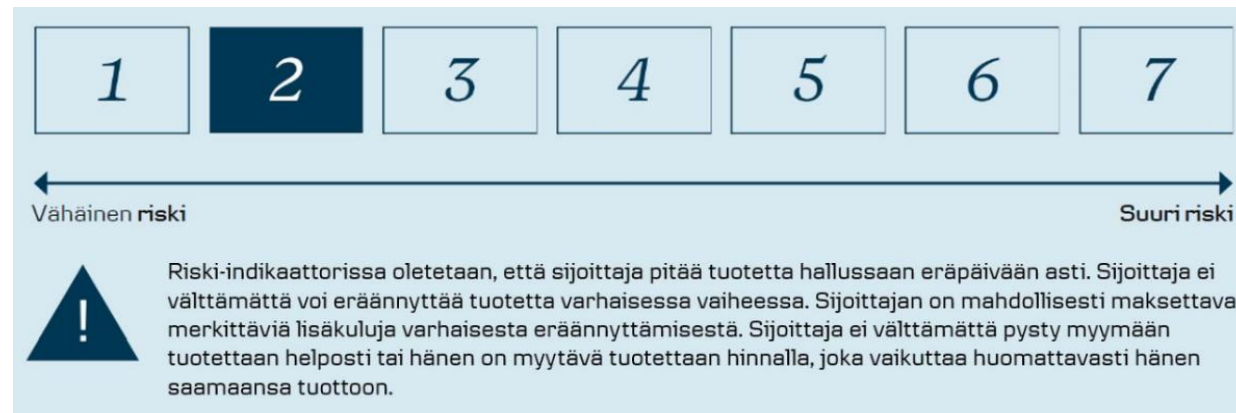 1 2 3 4 5 6 7
Vähäinen riski Suuri riski
!
Riski-indikaattorissa oletetaan, että sijoittaja pitää tuotetta hallussaan eräpäivään asti. Sijoittaja ei
välttämättä voi eräännyttää tuotetta varhaisessa vaiheessa. Sijoittajan on mahdollisesti maksettava
merkittäviä lisäkuluja varhaisesta eräännyttämisestä. Sijoittaja ei välttämättä pysty myymään
tuotettaan helposti tai hänen on myytävä tuotettaan hinnalla, joka vaikuttaa huomattavasti hänen
saamaansa tuottoon.